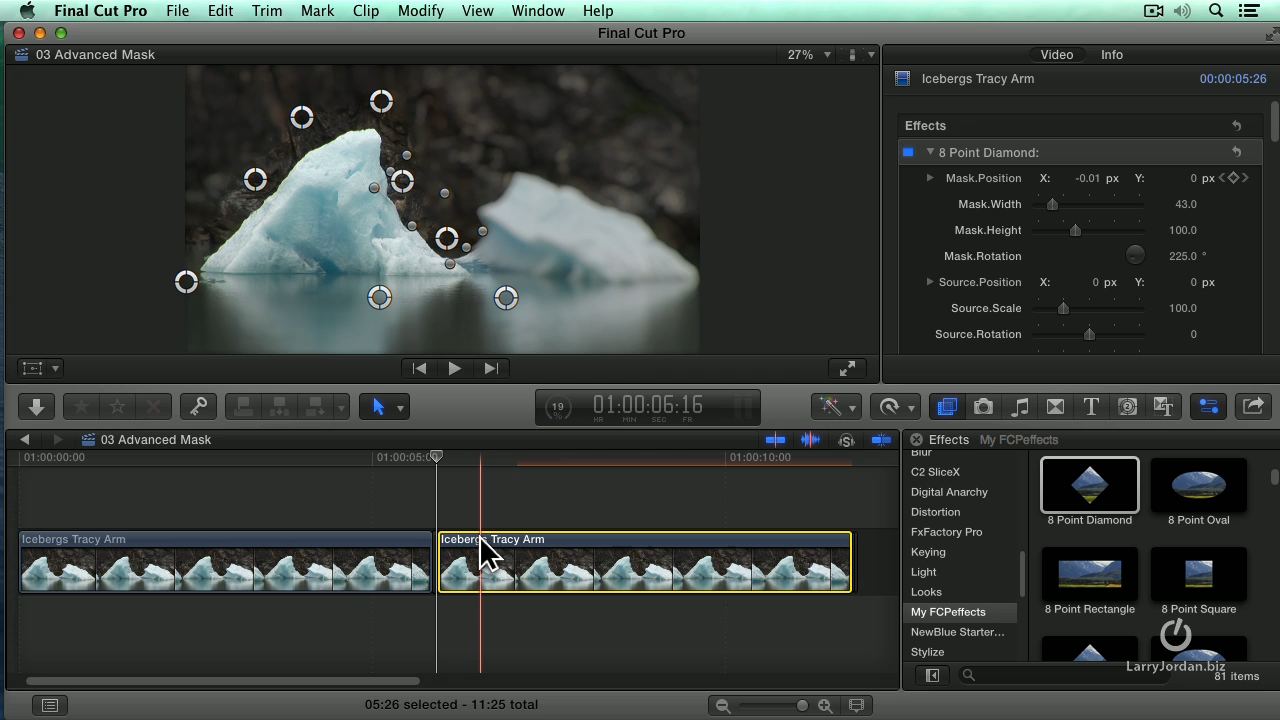 Final Cut Pro File Edit Trim Mark Clip Modify View Window Help
Final Cut Pro
03 Advanced Mask 27% Video Info
Icebergs Tracy Arm 00:00:05:26
Effects
8 Point Diamond:
Mask.Position X: -0.01 px Y: 0 px
Mask.Width 43.0
Mask.Height 100.0
Mask.Rotation 225.0 °
Source.Position X: 0 px Y: 0 px
Source.Scale 100.0
Source.Rotation 0
19 01:00:06:16
HR MIN SEC FR
03 Advanced Mask
Effects My FCPeffects
01:00:00:00 01:00:05:00 01:00:10:00
Icebergs Tracy Arm Icebergs Tracy Arm
Blur
C2 SliceX
Digital Anarchy
Distortion
FxFactory Pro
Keying
Light
Looks
My FCPeffects
NewBlue Starter...
Stylize
8 Point Diamond 8 Point Oval
8 Point Rectangle 8 Point Square
LarryJordan.biz
81 items
05:26 selected - 11:25 total